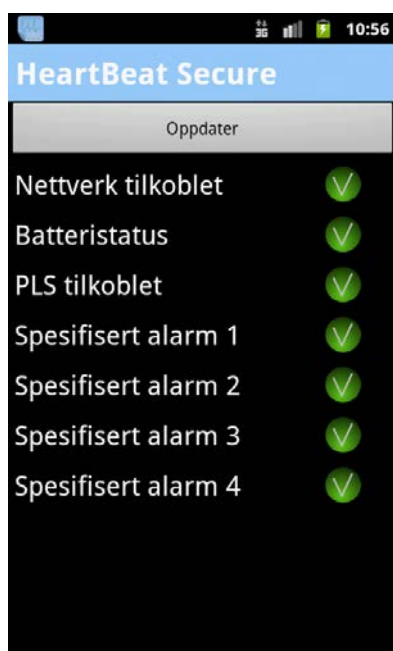 3G 10:56
HeartBeat Secure
Oppdater
Nettverk tilkoblet
Batteristatus
PLS tilkoblet
Spesifisert alarm 1
Spesifisert alarm 2
Spesifisert alarm 3
Spesifisert alarm 4